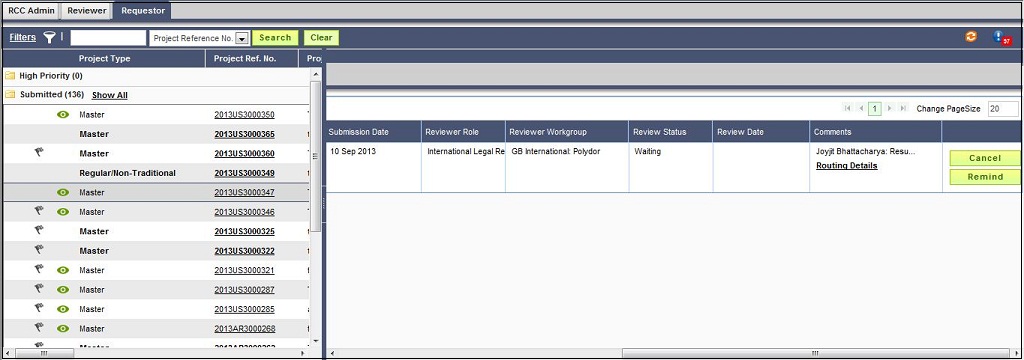 RCC Admin Reviewer Requestor
Filters Project Reference No. Search Clear 97
Project Type Project Ref. No. Pro
High Priority (0)
Submitted (136) Show All
Master 2013US3000350
Master 2013US3000365
Master 2013US3000360
Regular/Non-Traditional 2013US3000349
Master 2013US3000347
Master 2013US3000346
Master 2013US3000325
Master 2013US3000322
Master 2013US3000321
Master 2013US3000287
Master 2013US3000285
Master 2013AR3000268
1 Change PageSize 20
Submission Date Reviewer Role Reviewer Workgroup Review Status Review Date Comments
10 Sep 2013 International Legal Re GB International: Polydor Waiting Joyjit Bhattacharya: Resu...
Routing Details
Cancel
Remind